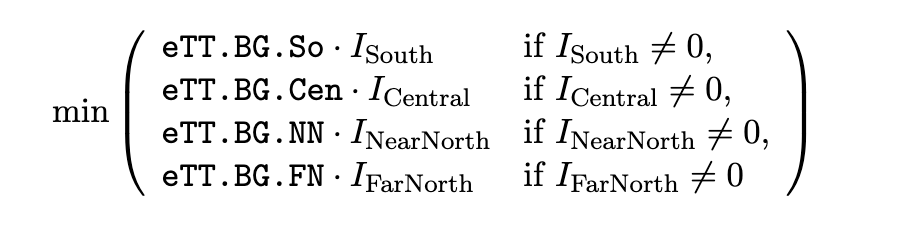 min
eTT.BG.So · I_South if I_South ≠ 0,
eTT.BG.Cen · I_Central if I_Central ≠ 0,
eTT.BG.NN · I_NearNorth if I_NearNorth ≠ 0,
eTT.BG.FN · I_FarNorth if I_FarNorth ≠ 0